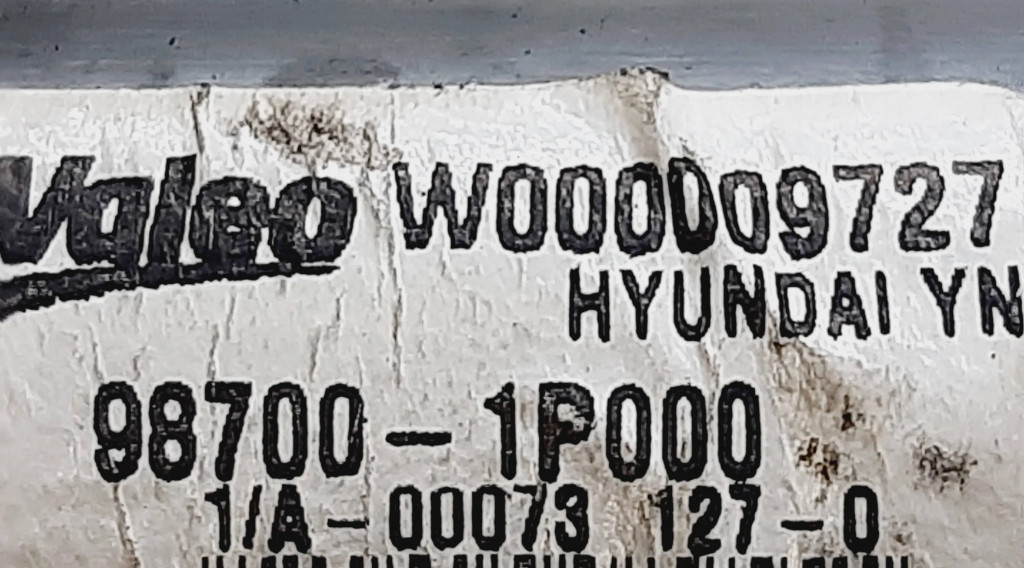 Valeo W000009727
HYUNDAI YN
98700-1P000
1/A-00073 127-0